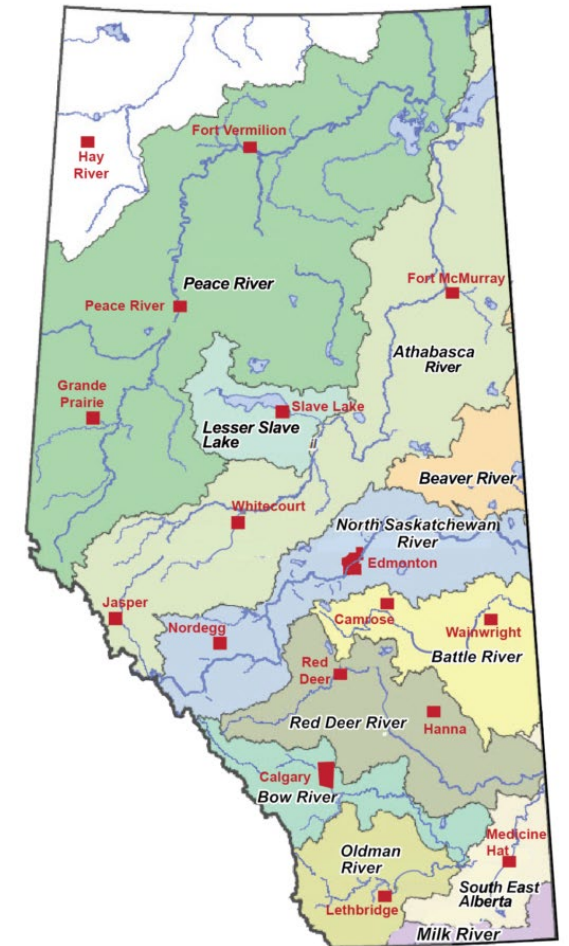 Fort Vermilion
Hay
River
Peace River
Fort McMurray
Peace River
Athabasca
River
Grande
Prairie
Slave Lake
Lesser Slave
Lake
il
Beaver River
Whitecourt
North Saskatchewan
River
Edmonton
Jasper
Camrose
Nordegg
Wainwright
Battle River
Red
Deer
Red Deer River
Hanna
Calgary
Bow River
Medicine
Hat
Oldman
River
South East
Alberta
Lethbridge
Milk River